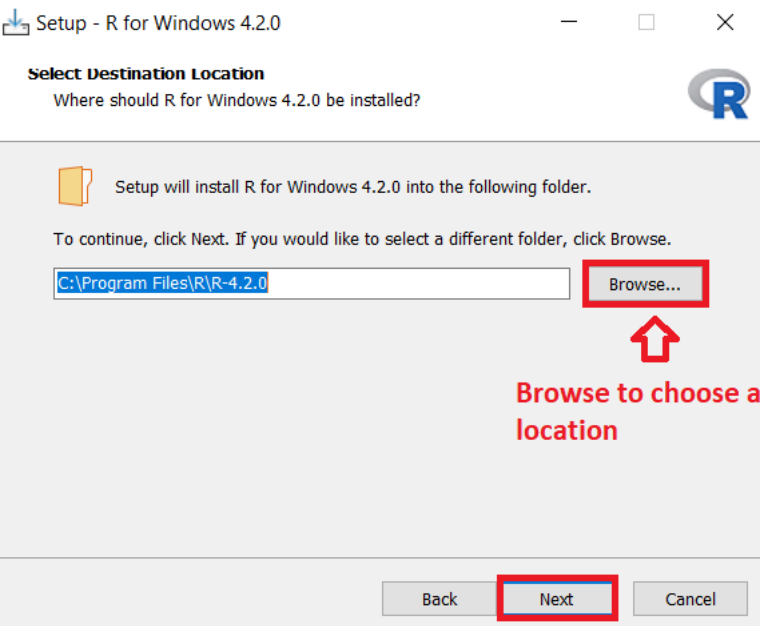 Setup - R for Windows 4.2.0
Select Destination Location
Where should R for Windows 4.2.0 be installed?
R
Setup will install R for Windows 4.2.0 into the following folder.
To continue, click Next. If you would like to select a different folder, click Browse.
C:\Program Files\R\R-4.2.0
Browse...
Browse to choose a
location
Back
Next
Cancel